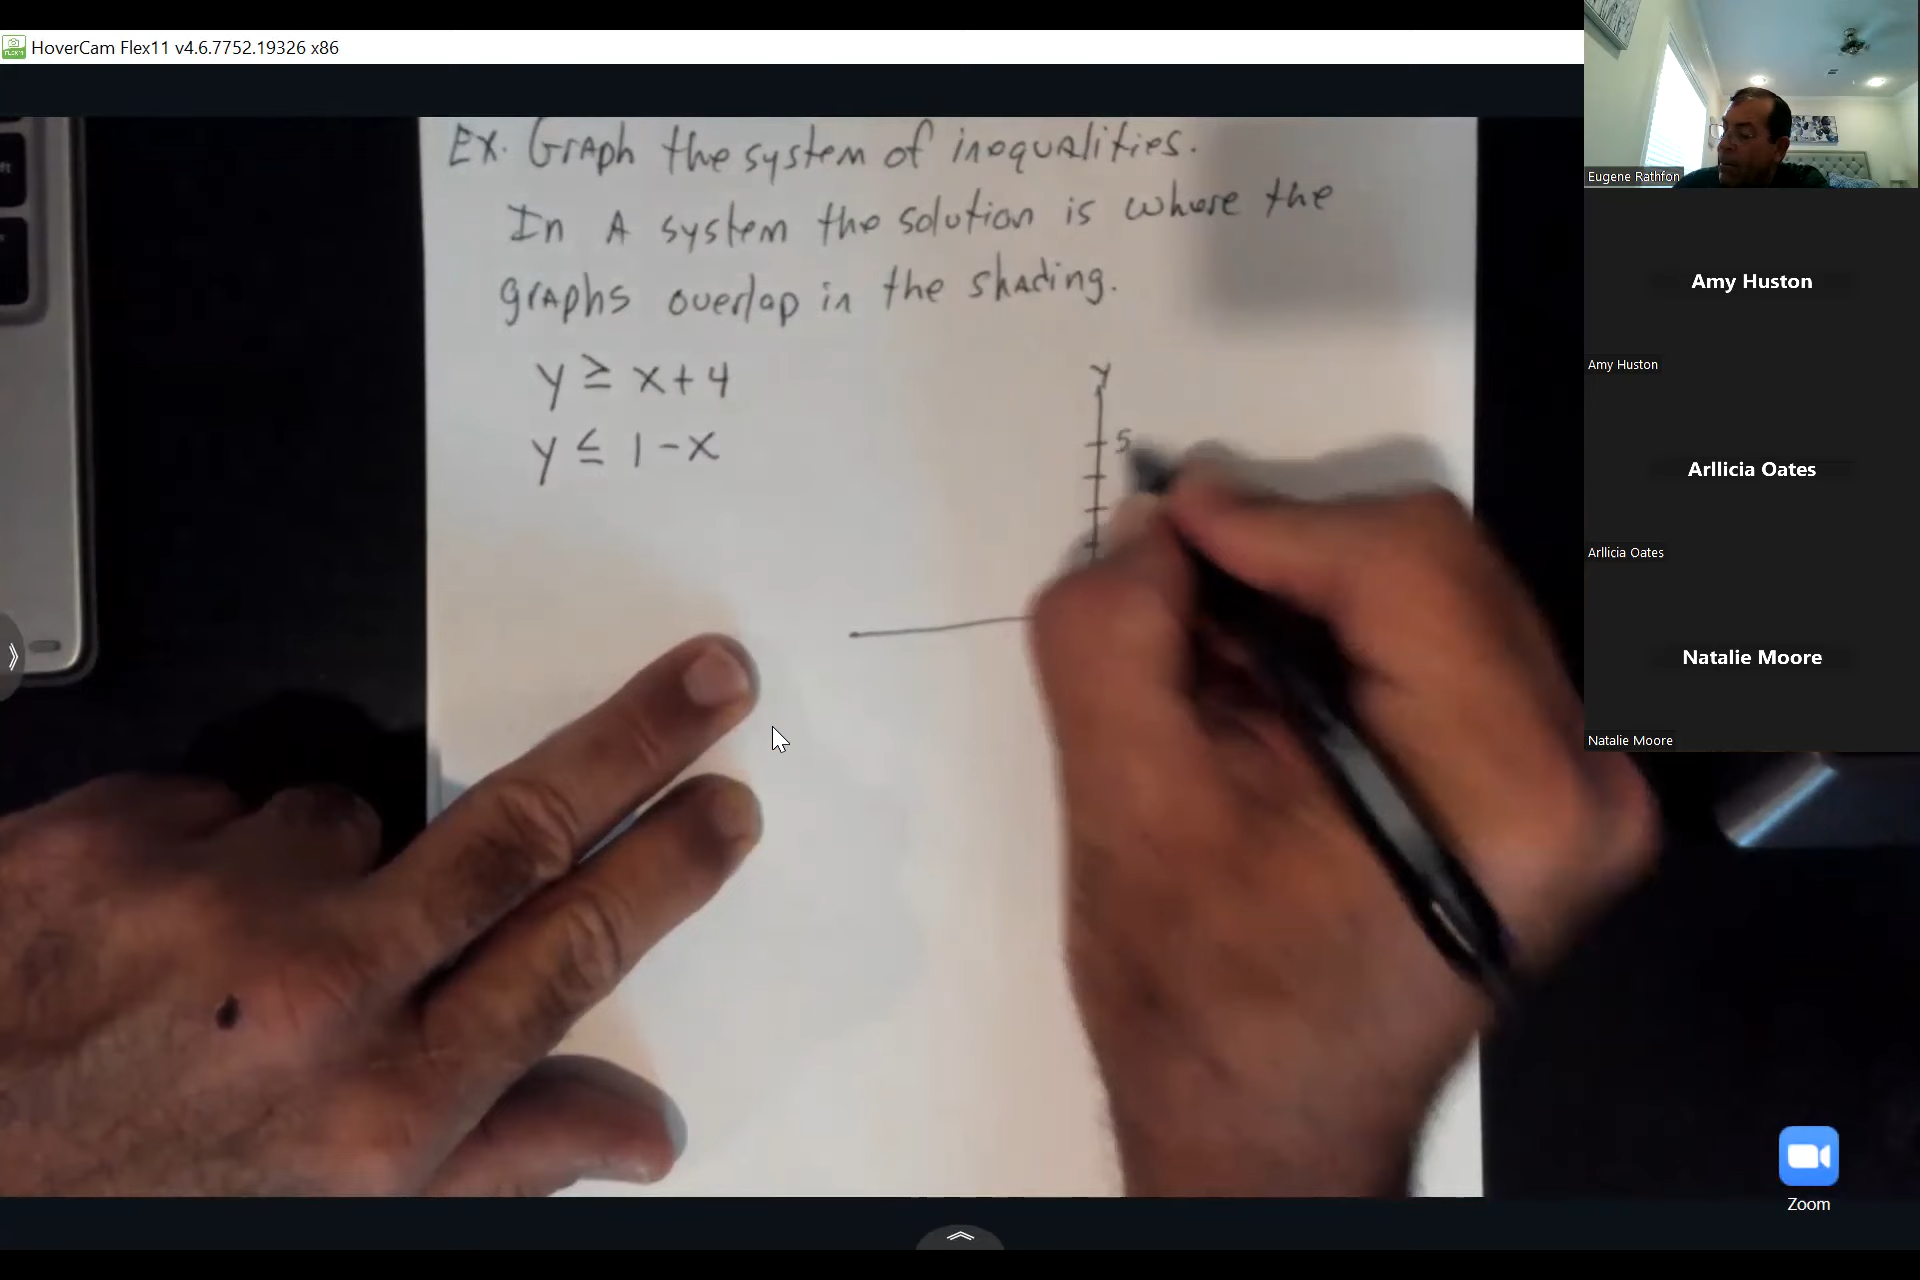 HoverCam Flex11 v4.6.7752.19326 x86
Ex. Graph the system of inequalities.
In A system the solution is where the
graphs overlap in the shading.
y ≥ x+4
y ≤ 1-x
y
5
Eugene Rathfon
Amy Huston
Amy Huston
Arllicia Oates
Arllicia Oates
Natalie Moore
Natalie Moore
Zoom